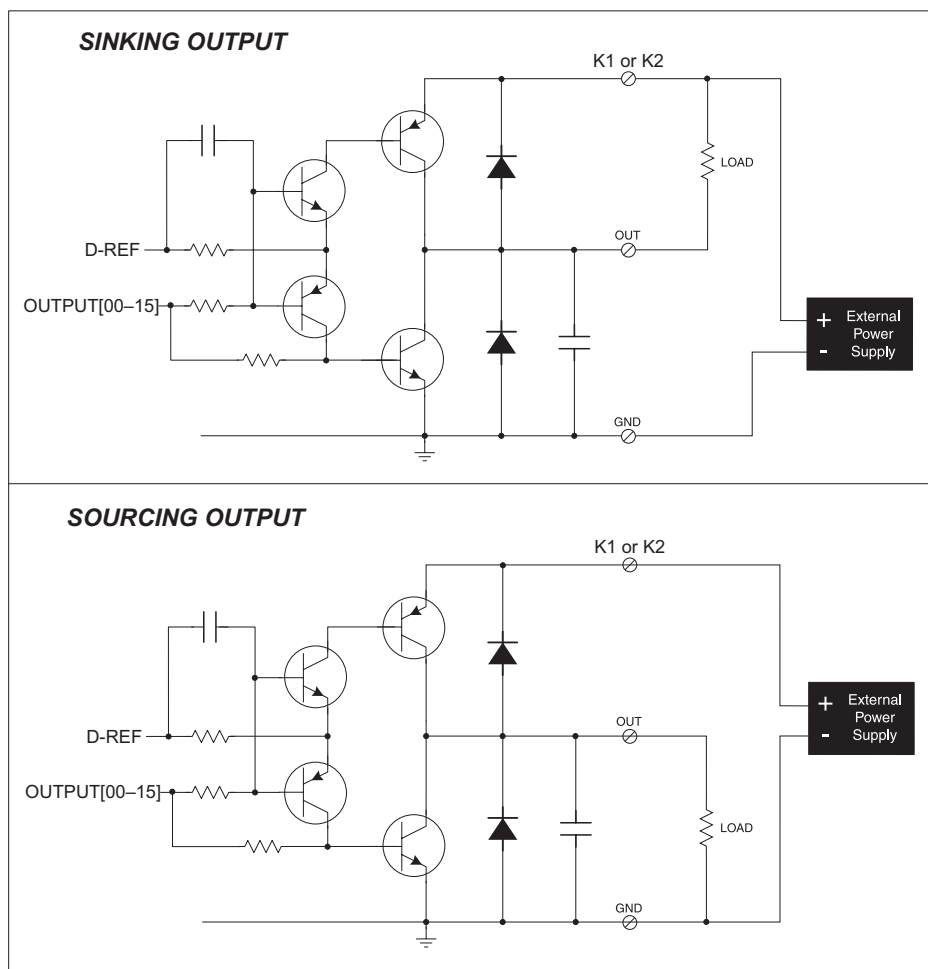 SINKING OUTPUT
K1 or K2
LOAD
D-REF
OUT
OUTPUT[00–15]
+ External
Power
- Supply
GND
SOURCING OUTPUT
K1 or K2
+ External
Power
- Supply
OUT
D-REF
OUTPUT[00–15]
LOAD
GND